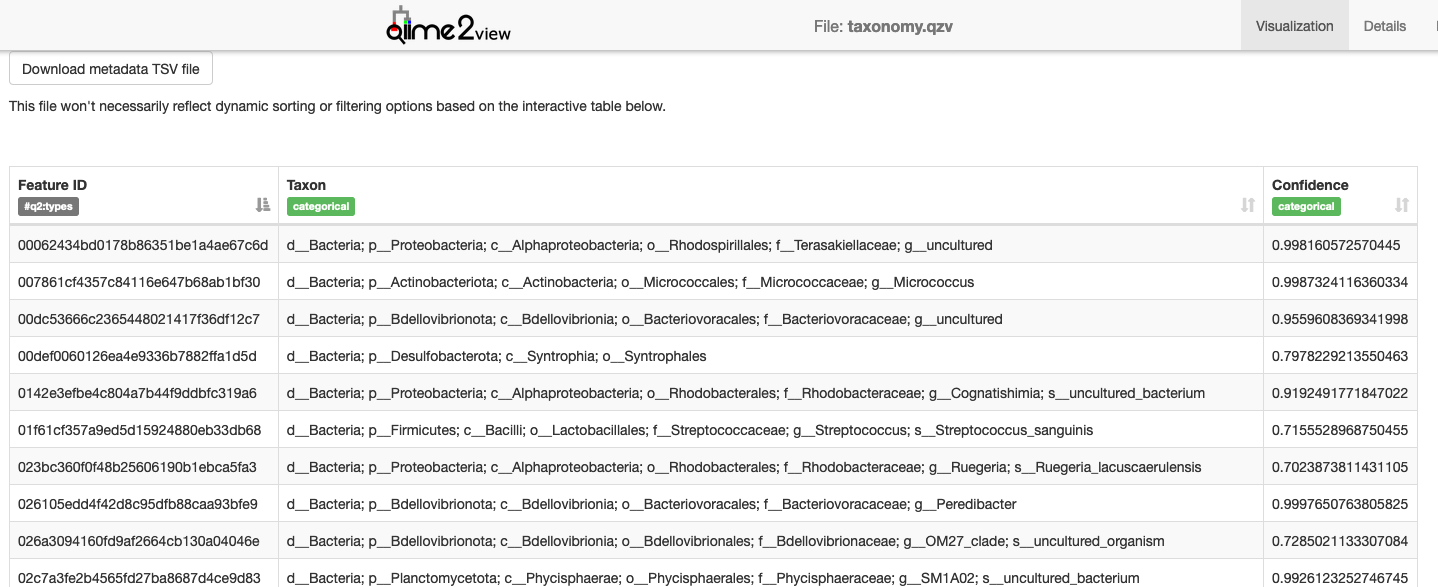 qiime2view File: taxonomy.qzv Visualization Details
Download metadata TSV file
This file won't necessarily reflect dynamic sorting or filtering options based on the interactive table below.
Feature ID Taxon Confidence
#q2:types categorical categorical
00062434bd0178b86351be1a4ae67c6d d__Bacteria; p__Proteobacteria; c__Alphaproteobacteria; o__Rhodospirillales; f__Terasakiellaceae; g__uncultured 0.998160572570445
007861cf4357c84116e647b68ab1bf30 d__Bacteria; p__Actinobacteriota; c__Actinobacteria; o__Micrococcales; f__Micrococcaceae; g__Micrococcus 0.9987324116360334
00dc53666c2365448021417f36df12c7 d__Bacteria; p__Bdellovibrionota; c__Bdellovibrionia; o__Bacteriovoracales; f__Bacteriovoracaceae; g__uncultured 0.9559608369341998
00def0060126ea4e9336b7882ffa1d5d d__Bacteria; p__Desulfobacterota; c__Syntrophia; o__Syntrophales 0.7978229213550463
0142e3efbe4c804a7b44f9ddbfc319a6 d__Bacteria; p__Proteobacteria; c__Alphaproteobacteria; o__Rhodobacterales; f__Rhodobacteraceae; g__Cognatishimia; s__uncultured_bacterium 0.9192491771847022
01f61cf357a9ed5d15924880eb33db68 d__Bacteria; p__Firmicutes; c__Bacilli; o__Lactobacillales; f__Streptococcaceae; g__Streptococcus; s__Streptococcus_sanguinis 0.7155528968750455
023bc360f0f48b25606190b1ebca5fa3 d__Bacteria; p__Proteobacteria; c__Alphaproteobacteria; o__Rhodobacterales; f__Rhodobacteraceae; g__Ruegeria; s__Ruegeria_lacuscaerulensis 0.7023873811431105
026105edd4f42d8c95dfb88caa93bfe9 d__Bacteria; p__Bdellovibrionota; c__Bdellovibrionia; o__Bacteriovoracales; f__Bacteriovoracaceae; g__Peredibacter 0.9997650763805825
026a3094160fd9af2664cb130a04046e d__Bacteria; p__Bdellovibrionota; c__Bdellovibrionia; o__Bdellovibrionales; f__Bdellovibrionaceae; g__OM27_clade; s__uncultured_organism 0.7285021133307084
02c7a3fe2b4565fd27ba8687d4ce9d83 d__Bacteria; p__Planctomycetota; c__Phycisphaerae; o__Phycisphaerales; f__Phycisphaeraceae; g__SM1A02; s__uncultured_bacterium 0.9926123252746745